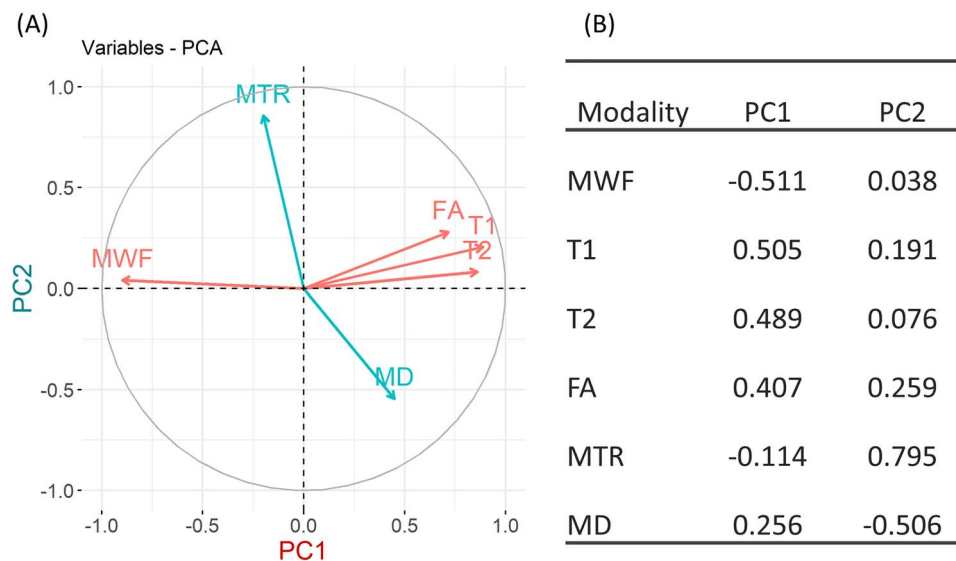 (A)
Variables - PCA
PC2
1.0
0.5
0.0
-0.5
-1.0
MTR
FA
T1
T2
MWF
MD
-1.0 -0.5 0.0 0.5 1.0
PC1
(B)
Modality PC1 PC2
MWF -0.511 0.038
T1 0.505 0.191
T2 0.489 0.076
FA 0.407 0.259
MTR -0.114 0.795
MD 0.256 -0.506